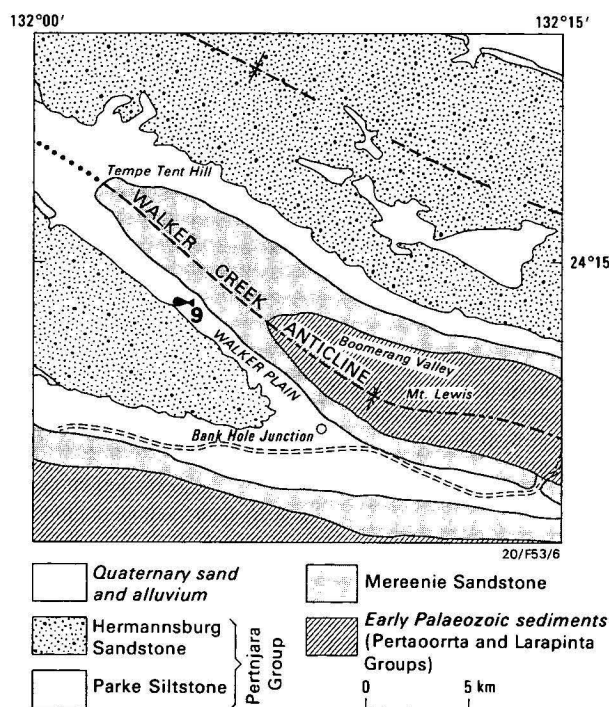 132°00′
132°15′
Tempe Tent Hill
WALKER
CREEK
ANTICLINE
24°15
9
WALKER PLAIN
Boomerang Valley
Mt. Lewis
Bank Hole Junction
20/F53/6
Quaternary sand
and alluvium
Hermannsburg
Sandstone
Parke Siltstone
Pertnjara
Group
Mereenie Sandstone
Early Palaeozoic sediments
(Pertaoorrta and Larapinta
Groups)
0 5 km